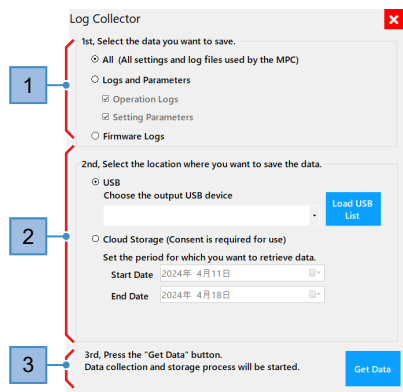 Log Collector
1st, Select the data you want to save.
All (All settings and log files used by the MPC)
1
Logs and Parameters
Operation Logs
Setting Parameters
Firmware Logs
2nd, Select the location where you want to save the data.
USB
Choose the output USB device
Load USB
List
2
Cloud Storage (Consent is required for use)
Set the period for which you want to retrieve data.
Start Date 2024年 4月11日
End Date 2024年 4月18日
3
3rd, Press the "Get Data" button.
Data collection and storage process will be started.
Get Data